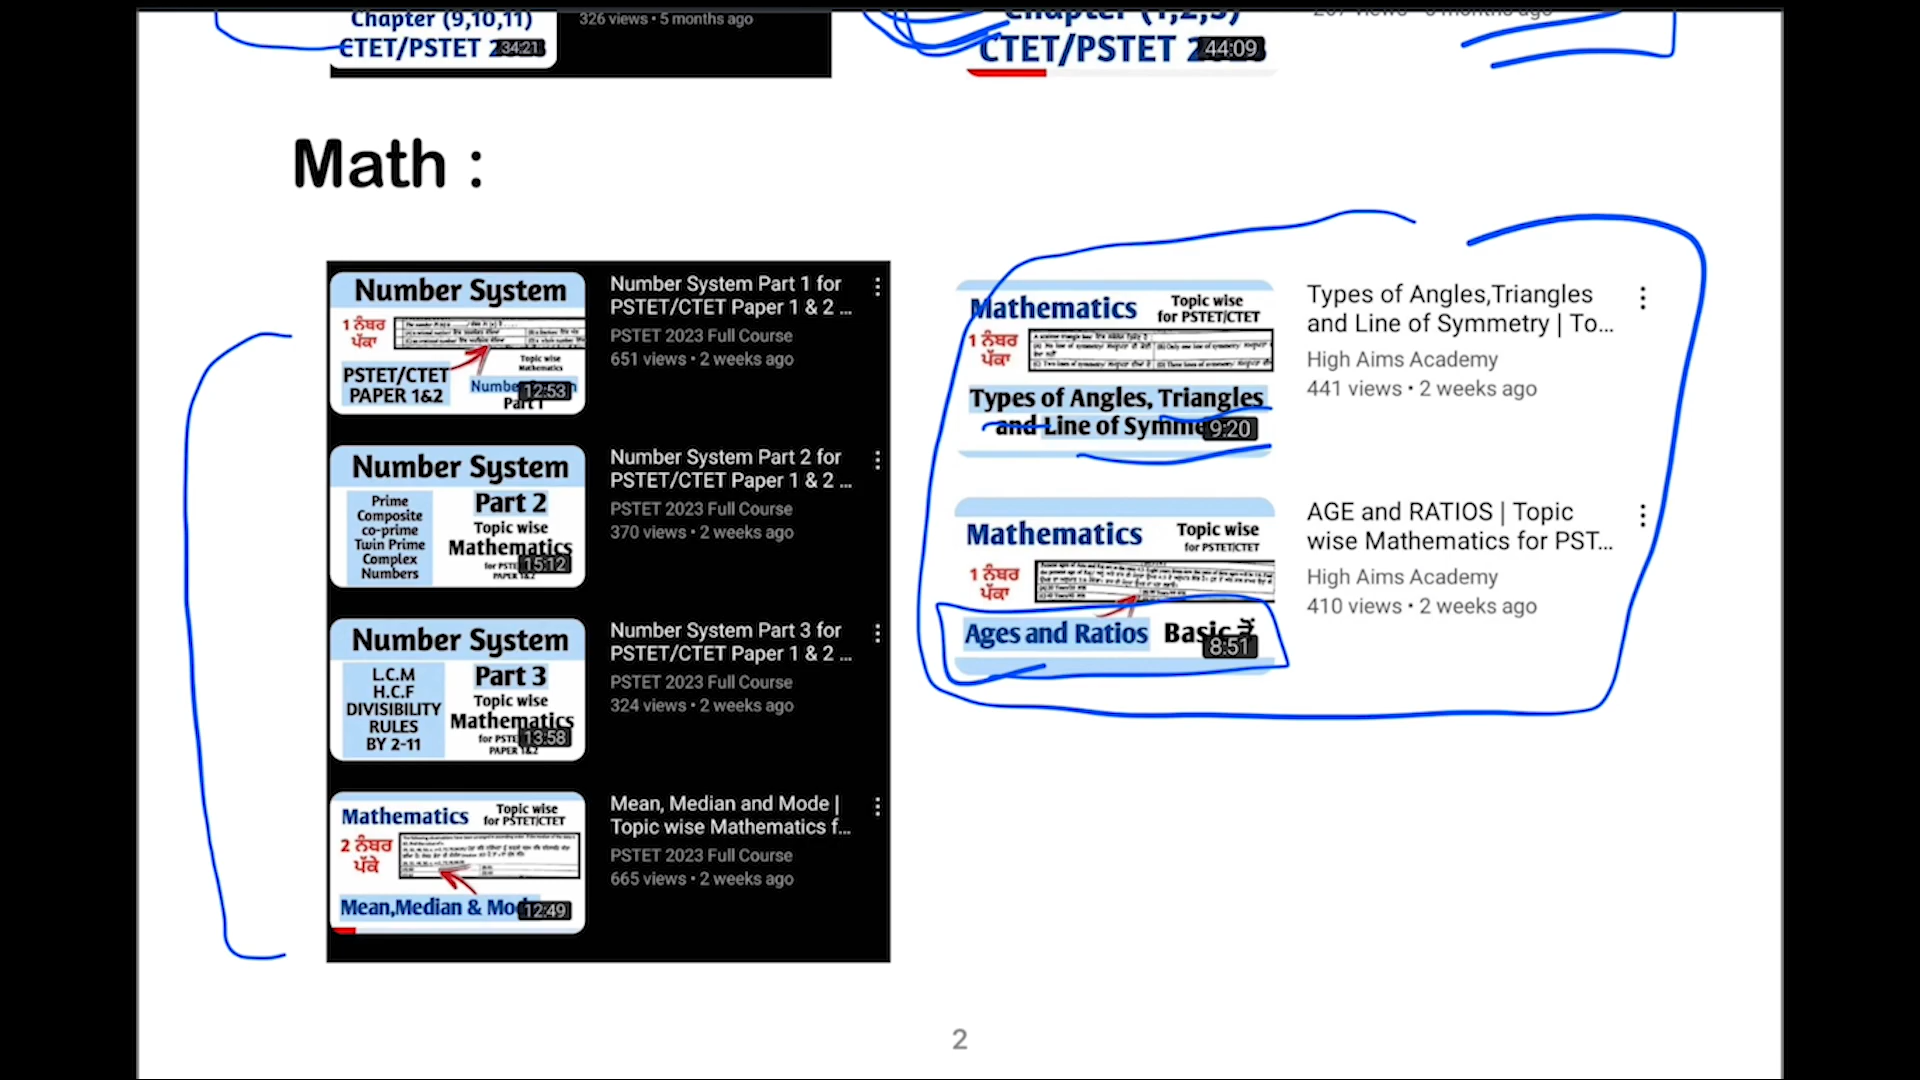 Chapter (9,10,11)
326 views • 5 months ago
CTET/PSTET
34:21
Chapter (1,2,3)
CTET/PSTET
44:09
Math :
Number System
1 ਨੰਬਰ
ਪੱਕਾ
Topic wise
Mathematics
PSTET/CTET
PAPER 1&2
Part 1
12:53
Number System Part 1 for
PSTET/CTET Paper 1 & 2 ...
PSTET 2023 Full Course
651 views • 2 weeks ago
Number System
Prime
Composite
co-prime
Twin Prime
Complex
Numbers
Part 2
Topic wise
Mathematics
15:12
Number System Part 2 for
PSTET/CTET Paper 1 & 2 ...
PSTET 2023 Full Course
370 views • 2 weeks ago
Number System
L.C.M
H.C.F
DIVISIBILITY
RULES
BY 2-11
Part 3
Topic wise
Mathematics
13:58
Number System Part 3 for
PSTET/CTET Paper 1 & 2 ...
PSTET 2023 Full Course
324 views • 2 weeks ago
Mathematics
Topic wise
for PSTET/CTET
2 ਨੰਬਰ
ਪੱਕੇ
Mean,Median &
12:49
Mean, Median and Mode |
Topic wise Mathematics f...
PSTET 2023 Full Course
665 views • 2 weeks ago
Mathematics
Topic wise
for PSTET/CTET
1 ਨੰਬਰ
ਪੱਕਾ
Types of Angles, Triangles
and Line of
9:20
Types of Angles,Triangles
and Line of Symmetry | To...
High Aims Academy
441 views • 2 weeks ago
Mathematics
Topic wise
for PSTET/CTET
1 ਨੰਬਰ
ਪੱਕਾ
Ages and Ratios Basic ਤੋਂ
8:51
AGE and RATIOS | Topic
wise Mathematics for PST...
High Aims Academy
410 views • 2 weeks ago
2